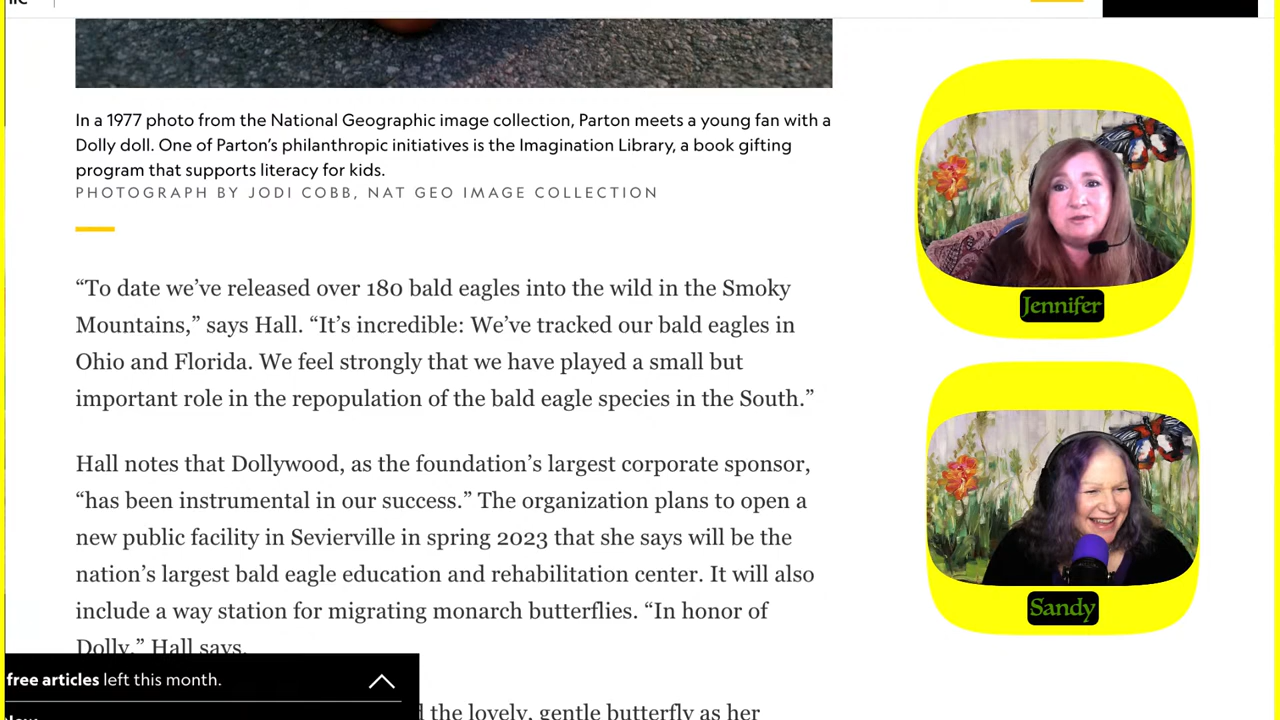 In a 1977 photo from the National Geographic image collection, Parton meets a young fan with a
Dolly doll. One of Parton’s philanthropic initiatives is the Imagination Library, a book gifting
program that supports literacy for kids.
PHOTOGRAPH BY JODI COBB, NAT GEO IMAGE COLLECTION
“To date we’ve released over 180 bald eagles into the wild in the Smoky
Mountains,” says Hall. “It’s incredible: We’ve tracked our bald eagles in
Ohio and Florida. We feel strongly that we have played a small but
important role in the repopulation of the bald eagle species in the South.”
Hall notes that Dollywood, as the foundation’s largest corporate sponsor,
“has been instrumental in our success.” The organization plans to open a
new public facility in Sevierville in spring 2023 that she says will be the
nation’s largest bald eagle education and rehabilitation center. It will also
include a way station for migrating monarch butterflies. “In honor of
Dolly,” Hall says.
free articles left this month.
the lovely, gentle butterfly as her
Jennifer
Sandy